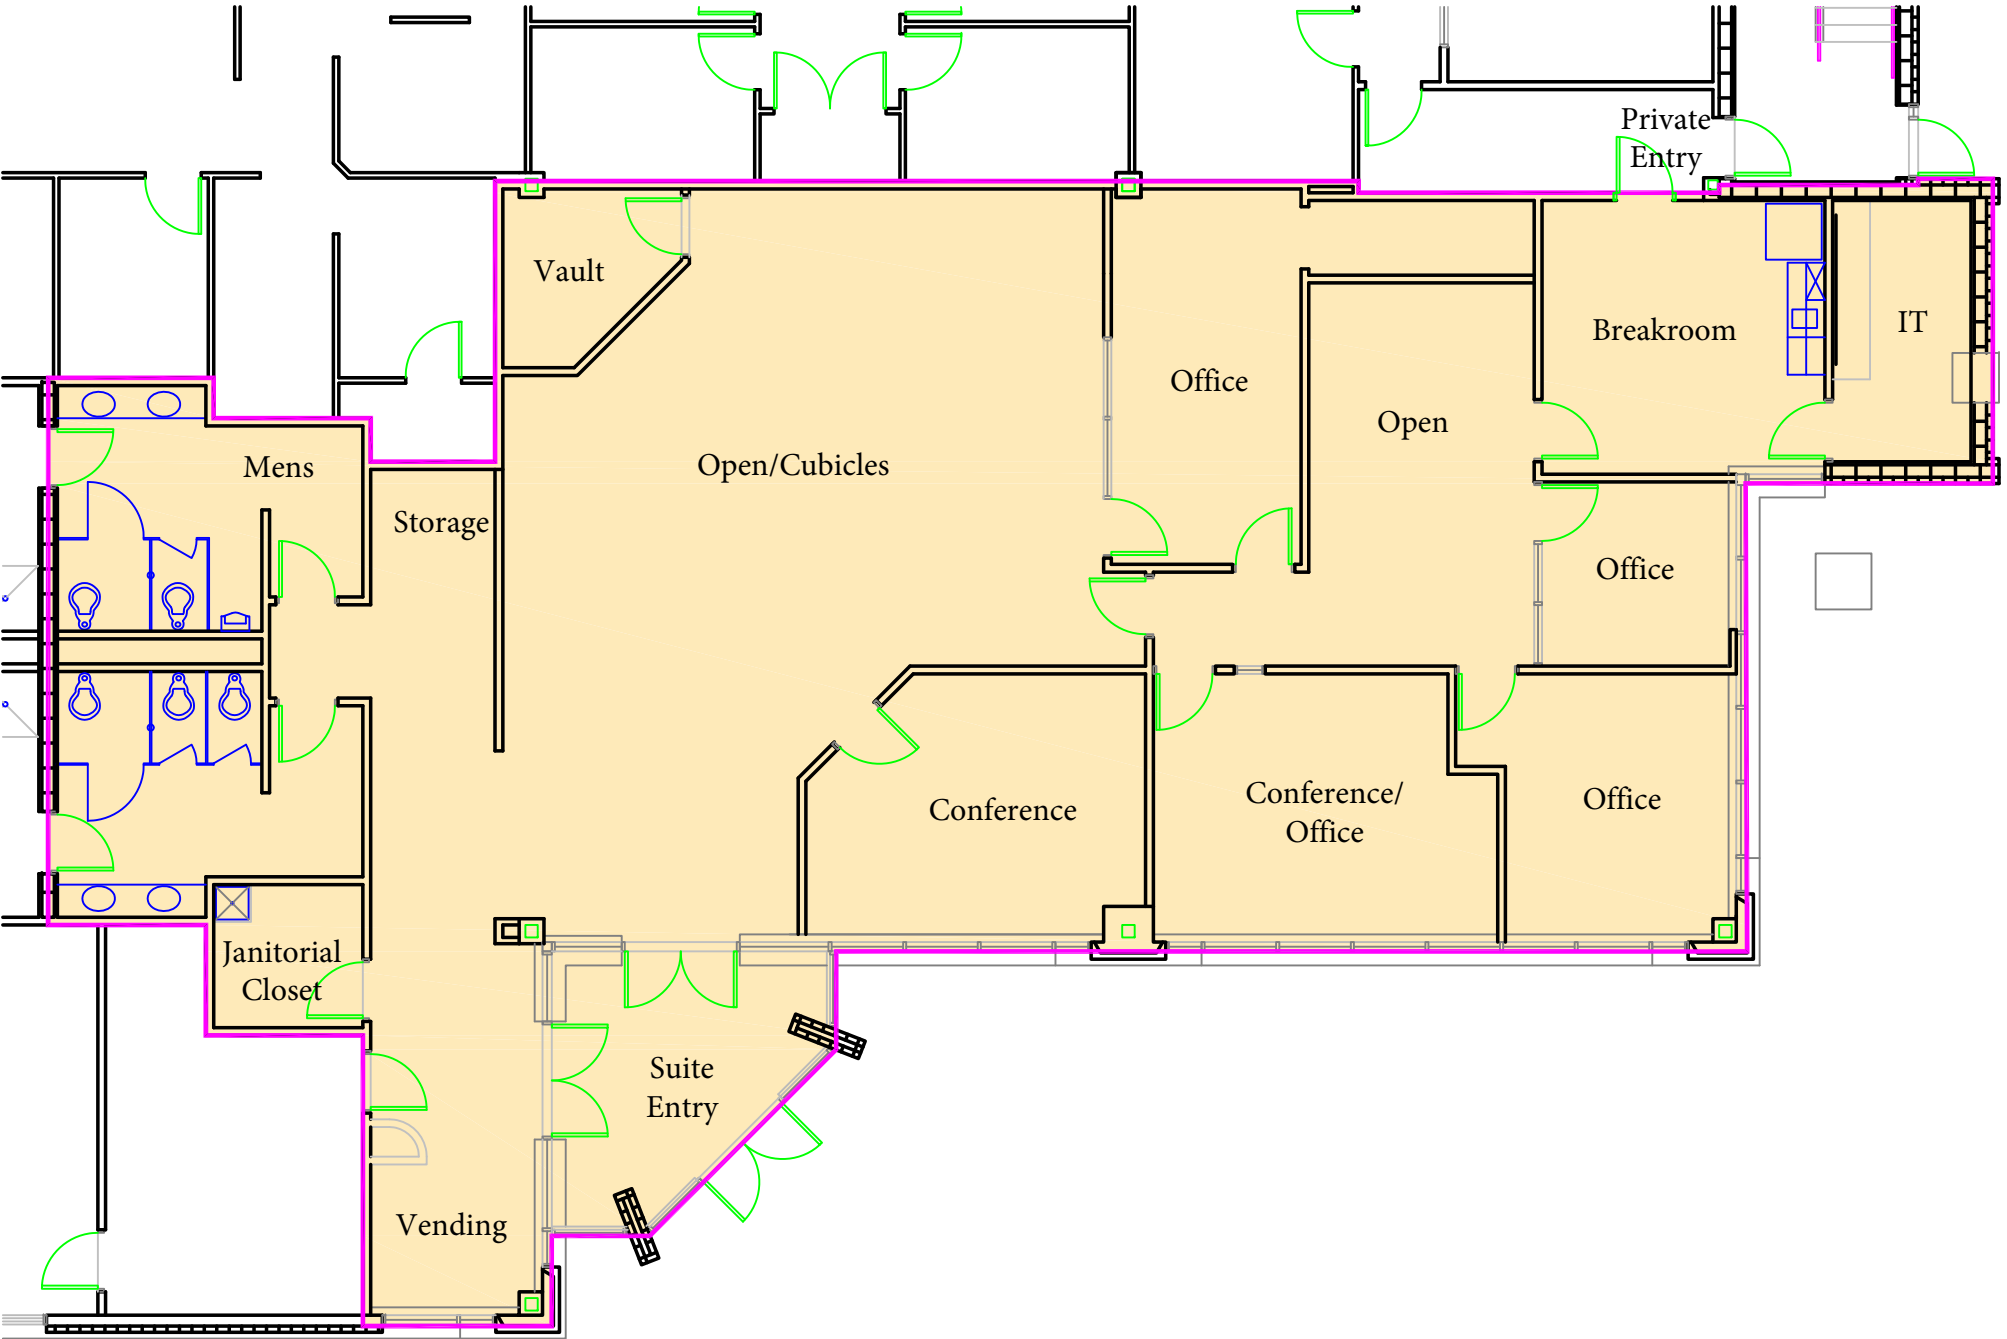 Private
Entry
Vault
IT
Breakroom
Office
Open
Open/Cubicles
Mens
Storage
Office
Conference/
Office
Office
Conference
Janitorial
Closet
Suite
Entry
Vending